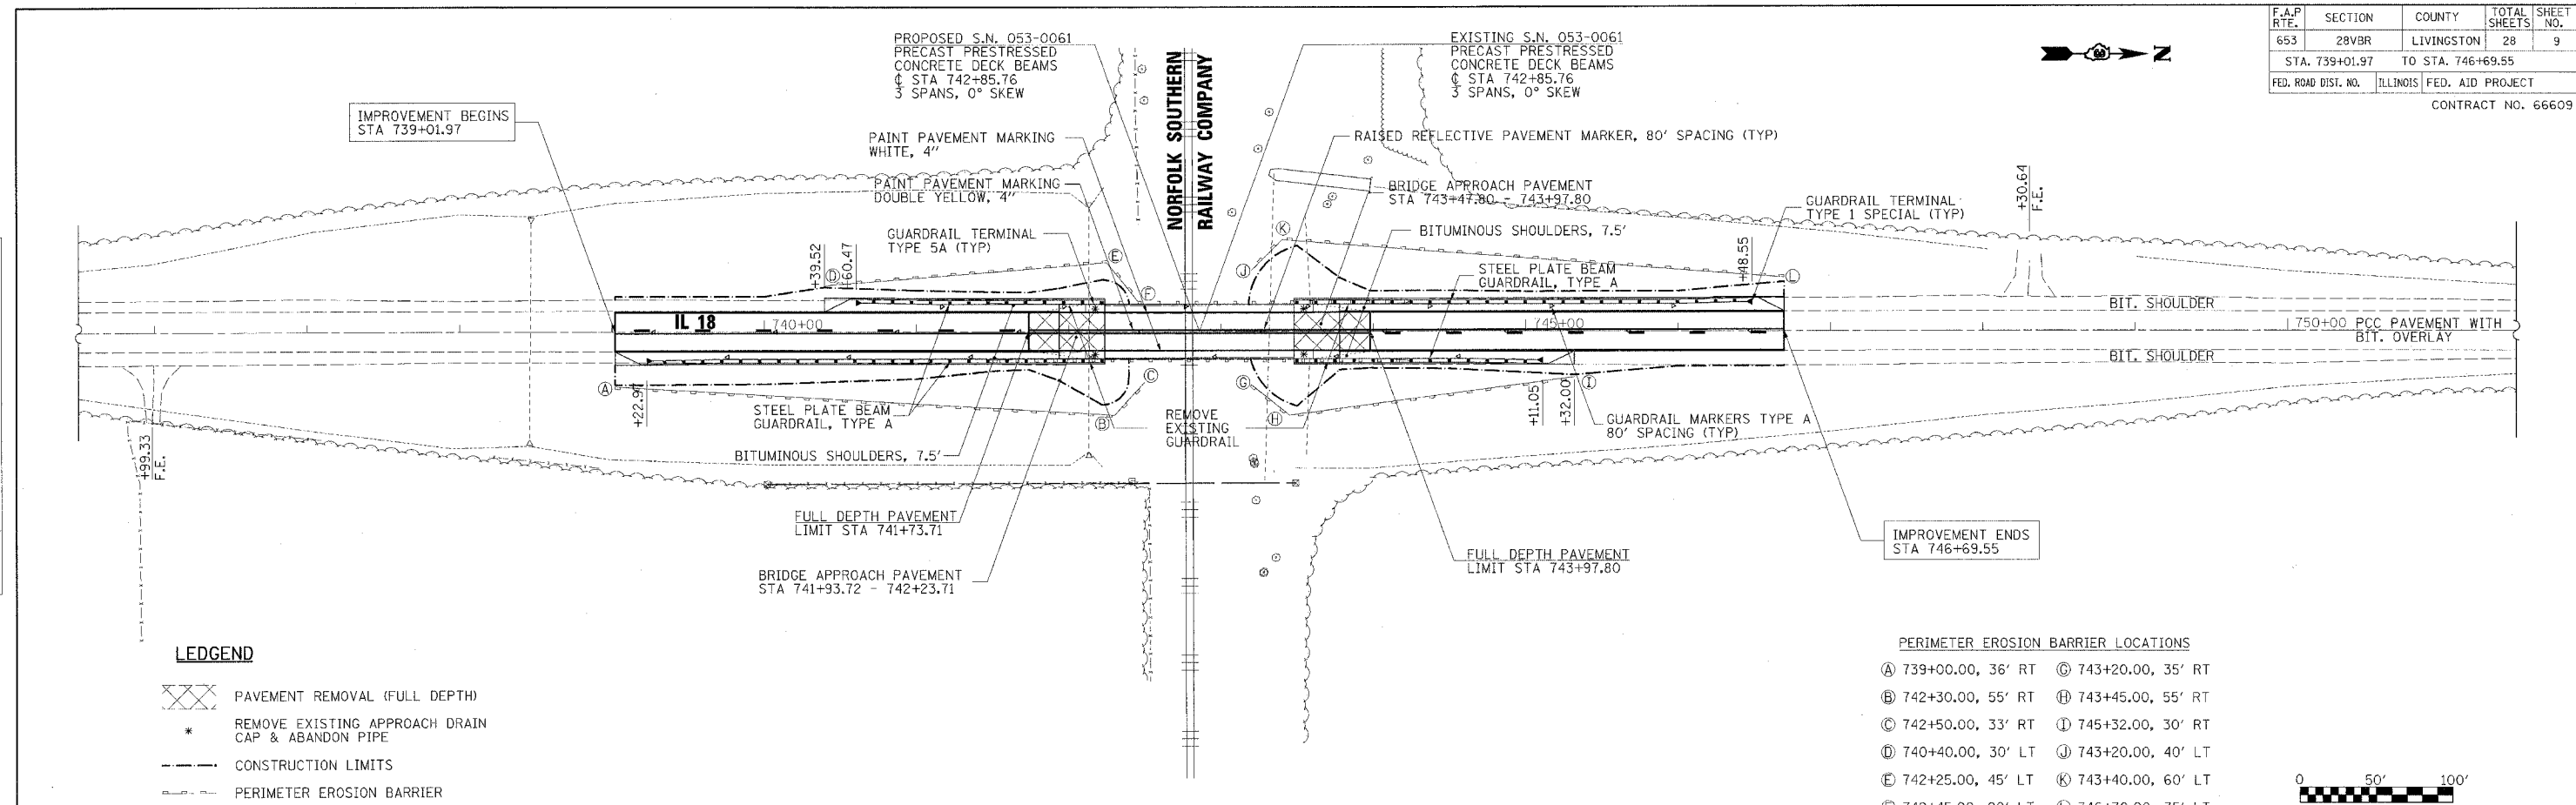 F.A.P RTE. SECTION COUNTY TOTAL SHEETS SHEET NO.
653 28VBR LIVINGSTON 28 9
STA. 739+01.97 TO STA. 746+69.55
FED. ROAD DIST. NO. ILLINOIS FED. AID PROJECT
CONTRACT NO. 66609
N
PROPOSED S.N. 053-0061
PRECAST PRESTRESSED
CONCRETE DECK BEAMS
℄ STA 742+85.76
3 SPANS, 0° SKEW
EXISTING S.N. 053-0061
PRECAST PRESTRESSED
CONCRETE DECK BEAMS
℄ STA 742+85.76
3 SPANS, 0° SKEW
NORFOLK SOUTHERN
RAILWAY COMPANY
IMPROVEMENT BEGINS
STA 739+01.97
PAINT PAVEMENT MARKING
WHITE, 4"
RAISED REFLECTIVE PAVEMENT MARKER, 80' SPACING (TYP)
PAINT PAVEMENT MARKING
DOUBLE YELLOW, 4"
BRIDGE APPROACH PAVEMENT
STA 743+47.80 - 743+97.80
GUARDRAIL TERMINAL
TYPE 1 SPECIAL (TYP)
+30.64
F.E.
GUARDRAIL TERMINAL
TYPE 5A (TYP)
BITUMINOUS SHOULDERS, 7.5'
+39.52
+60.47
+48.55
D
E
F
J
K
L
STEEL PLATE BEAM
GUARDRAIL, TYPE A
BIT. SHOULDER
IL 18
740+00
745+00
750+00 PCC PAVEMENT WITH
BIT. OVERLAY
BIT. SHOULDER
A
B
C
G
H
I
+11.05
+32.00
+99.33
F.E.
STEEL PLATE BEAM
GUARDRAIL, TYPE A
REMOVE
EXISTING
GUARDRAIL
GUARDRAIL MARKERS TYPE A
80' SPACING (TYP)
BITUMINOUS SHOULDERS, 7.5'
FULL DEPTH PAVEMENT
LIMIT STA 741+73.71
BRIDGE APPROACH PAVEMENT
STA 741+93.72 - 742+23.71
FULL DEPTH PAVEMENT
LIMIT STA 743+97.80
IMPROVEMENT ENDS
STA 746+69.55
LEDGEND
PAVEMENT REMOVAL (FULL DEPTH)
* REMOVE EXISTING APPROACH DRAIN
CAP & ABANDON PIPE
CONSTRUCTION LIMITS
PERIMETER EROSION BARRIER
PERIMETER EROSION BARRIER LOCATIONS
Ⓐ 739+00.00, 36' RT Ⓖ 743+20.00, 35' RT
Ⓑ 742+30.00, 55' RT Ⓗ 743+45.00, 55' RT
Ⓒ 742+50.00, 33' RT Ⓘ 745+32.00, 30' RT
Ⓓ 740+40.00, 30' LT Ⓙ 743+20.00, 40' LT
Ⓔ 742+25.00, 45' LT Ⓚ 743+40.00, 60' LT
0 50' 100'